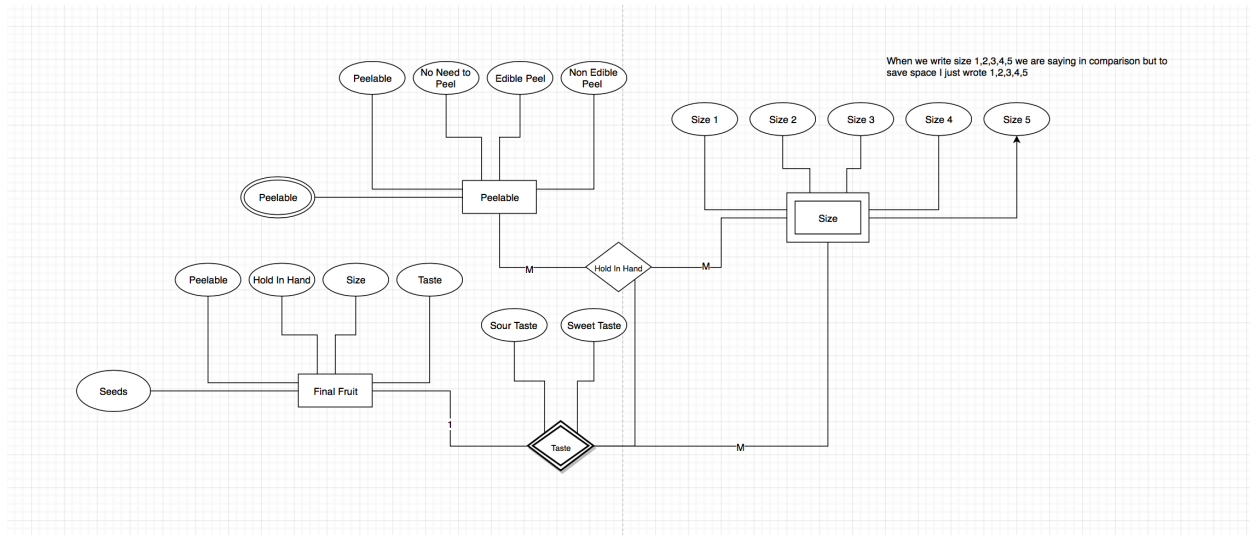 When we write size 1,2,3,4,5 we are saying in comparison but to
save space I just wrote 1,2,3,4,5
Peelable
No Need to
Peel
Edible Peel
Non Edible
Peel
Size 1
Size 2
Size 3
Size 4
Size 5
Peelable
Peelable
Size
M
Hold In Hand
M
Peelable
Hold In Hand
Size
Taste
Sour Taste
Sweet Taste
Seeds
Final Fruit
1
Taste
M